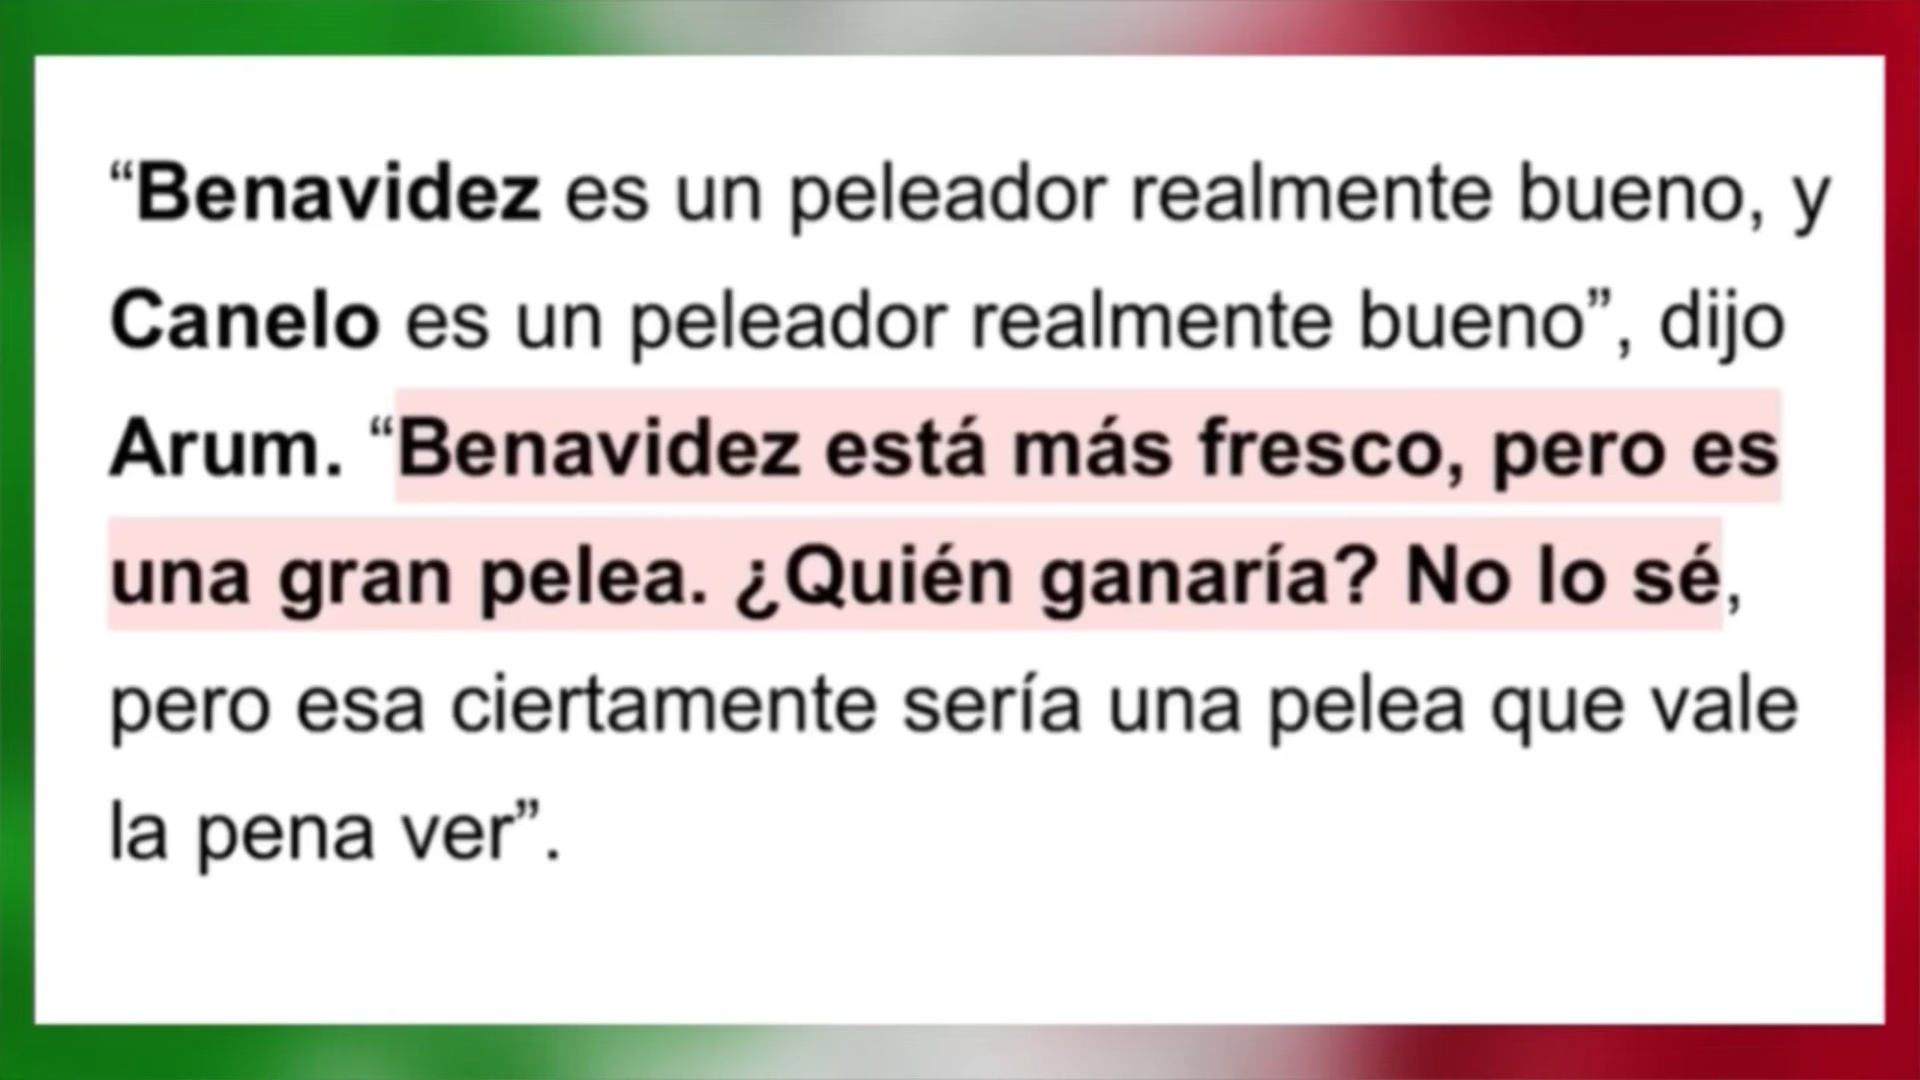 “Benavidez es un peleador realmente bueno, y
Canelo es un peleador realmente bueno”, dijo
Arum. “Benavidez está más fresco, pero es
una gran pelea. ¿Quién ganaría? No lo sé,
pero esa ciertamente sería una pelea que vale
la pena ver”.